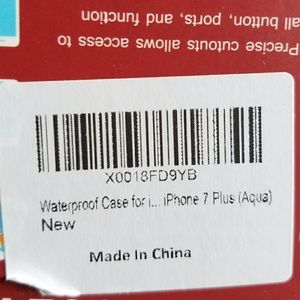 Precise cutouts allows access to
all button, ports, and function
X0018FD9YB
Waterproof Case for i... iPhone 7 Plus (Aqua)
New
Made In China